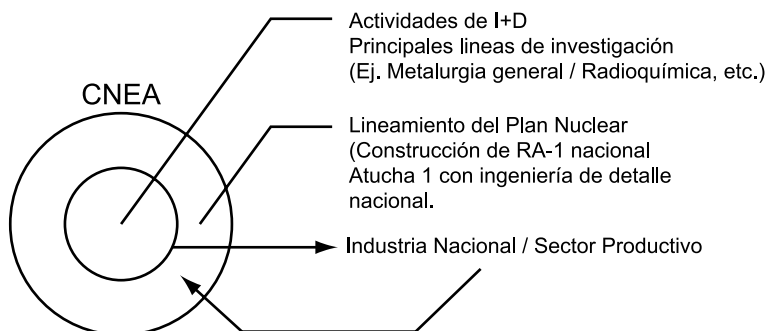 Actividades de I+D
Principales lineas de investigación
(Ej. Metalurgia general / Radioquímica, etc.)
CNEA
Lineamiento del Plan Nuclear
(Construcción de RA-1 nacional
Atucha 1 con ingeniería de detalle
nacional.
Industria Nacional / Sector Productivo